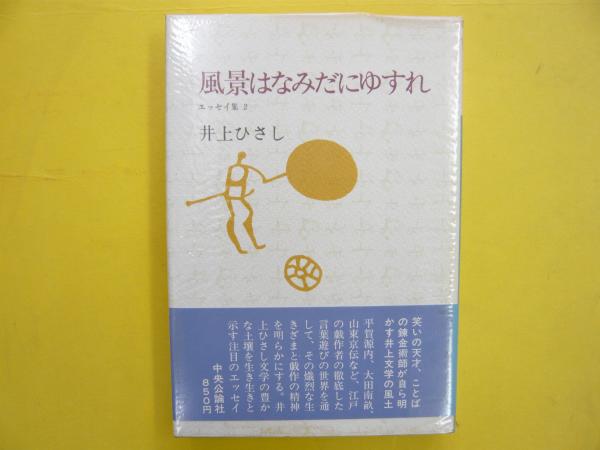 風景はなみだにゆすれ
エッセイ集 2
井上ひさし
笑いの天才、ことば
の錬金術師が自ら明
かす井上文学の風土
平賀源内、大田南畝、
山東京伝など、江戸
の戯作者の徹底した
言葉遊びの世界を通
して、その熾烈な生
きざまと戯作の精神
を明らかにする。井
上ひさし文学の豊か
な土壌を生き生きと
示す注目のエッセイ
中央公論社
850円